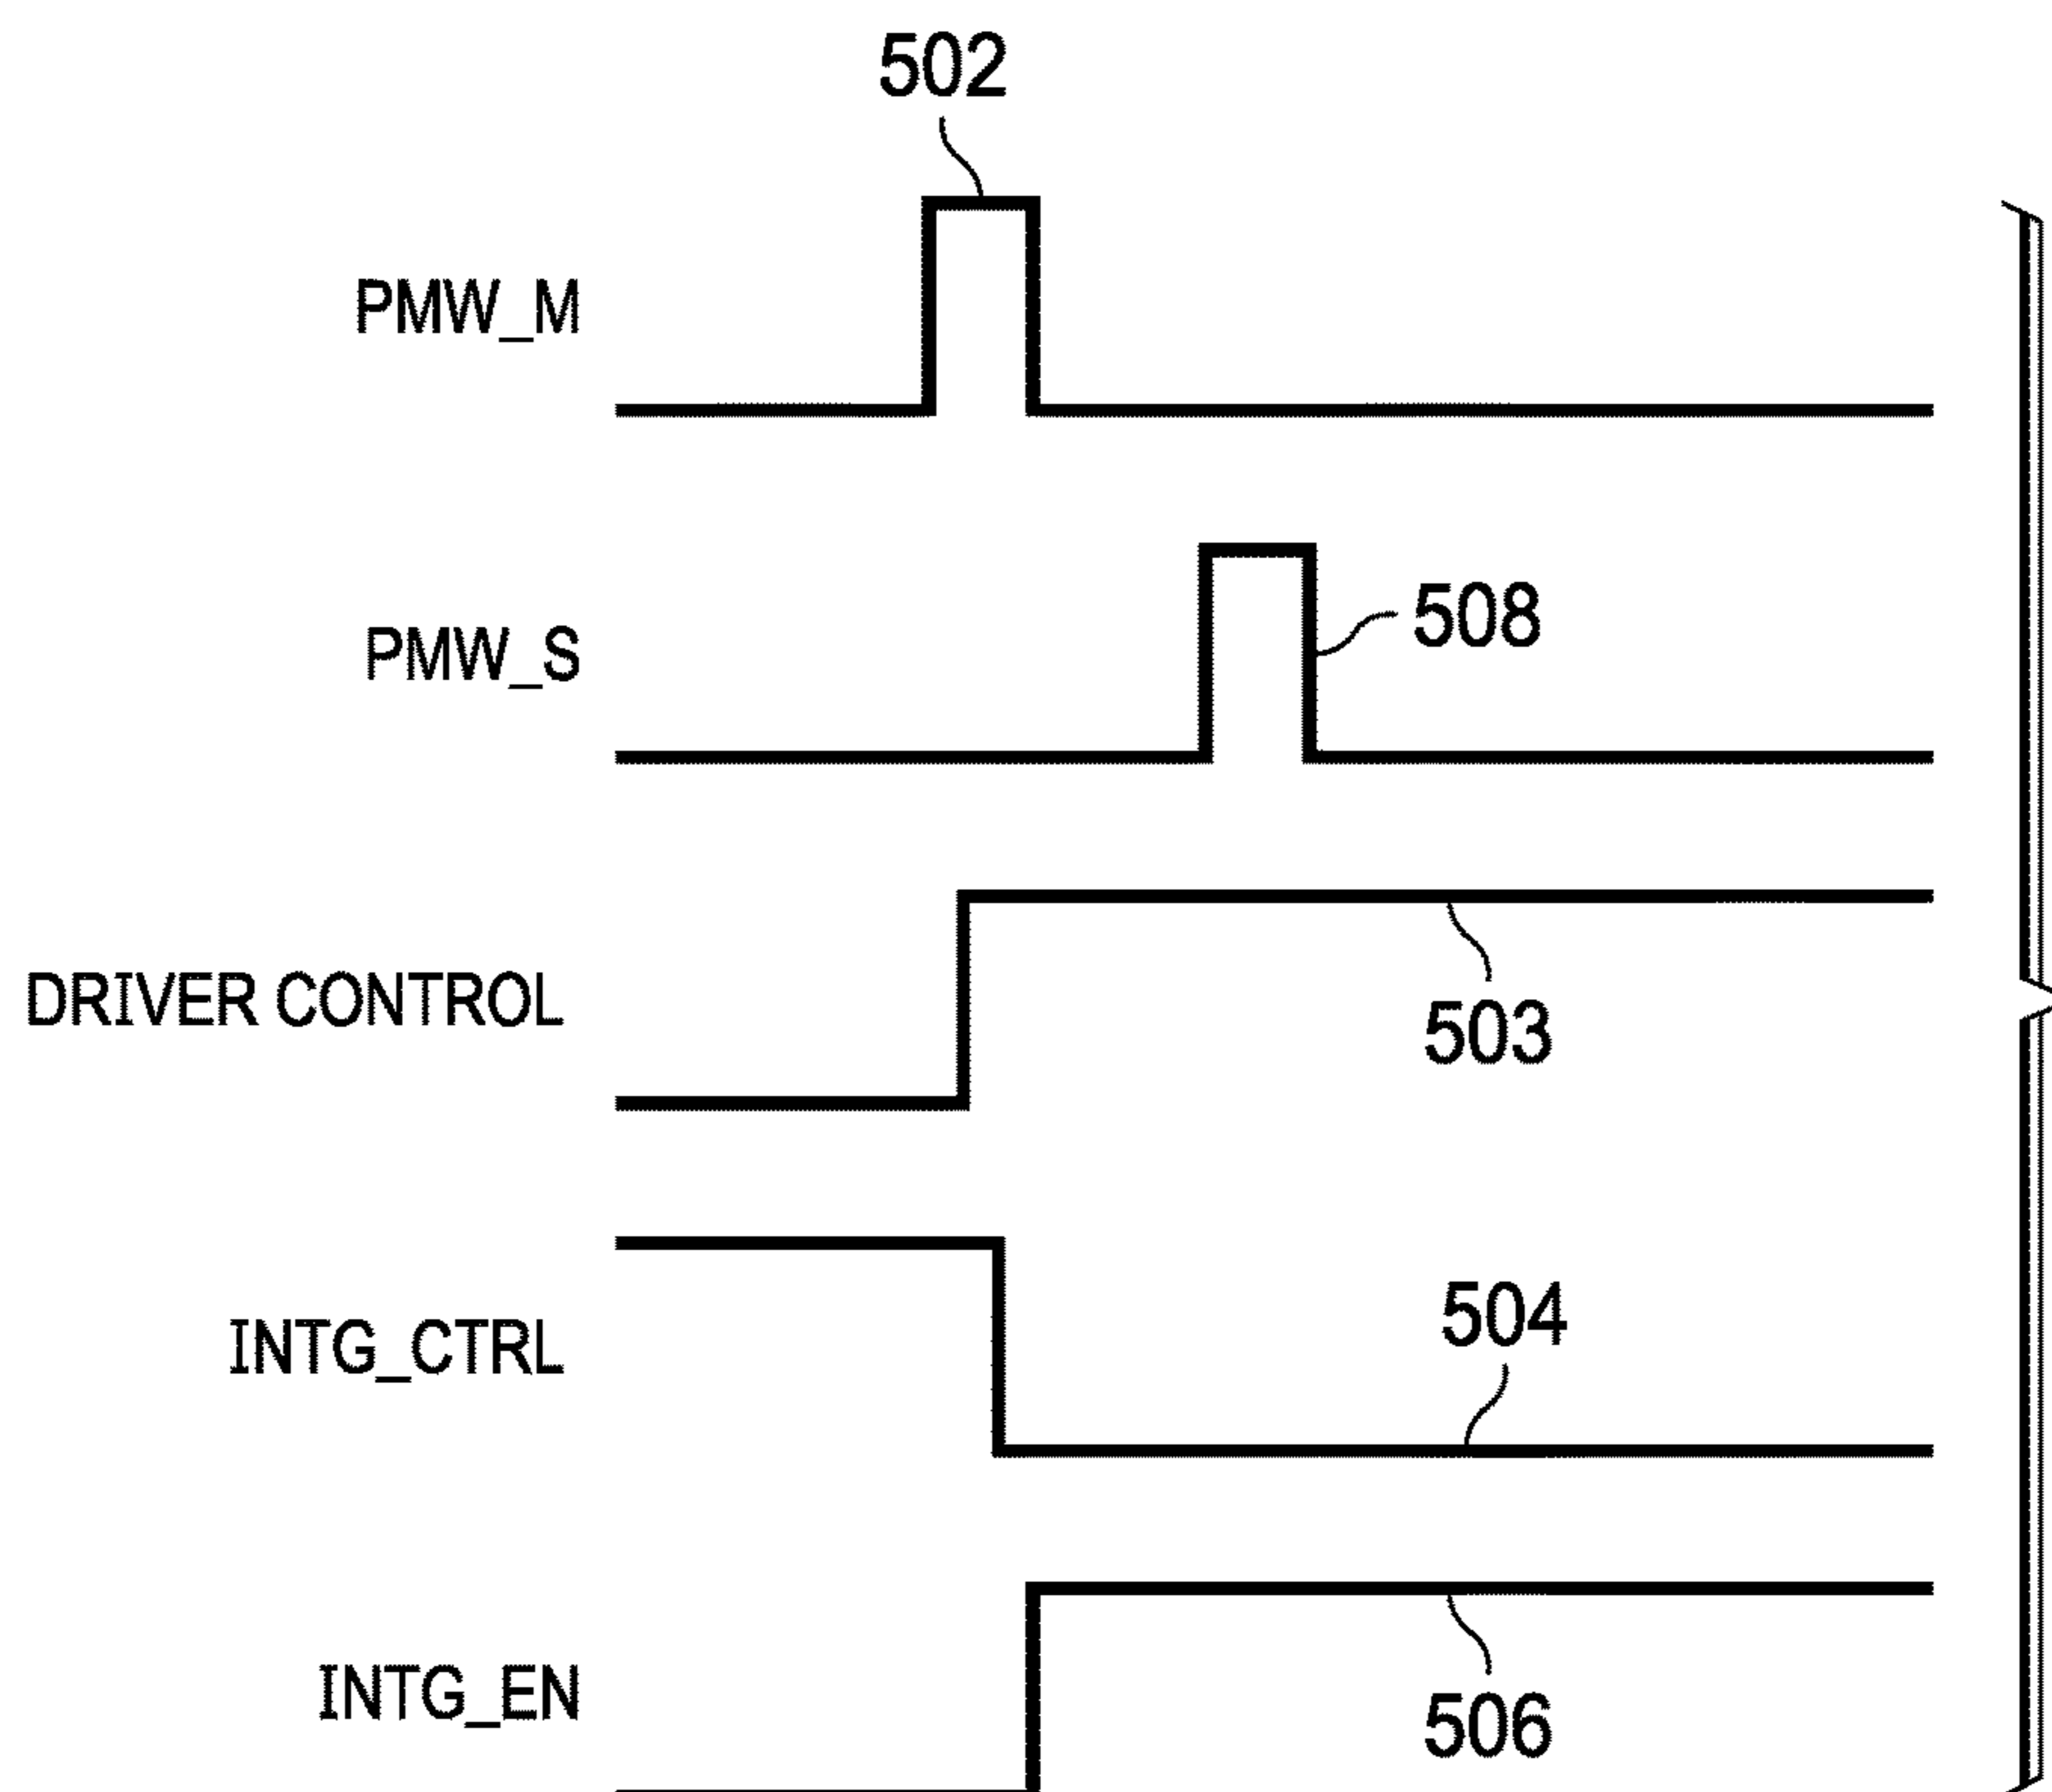 502
PMW_M
PMW_S
508
DRIVER CONTROL
503
INTG_CTRL
504
INTG_EN
506